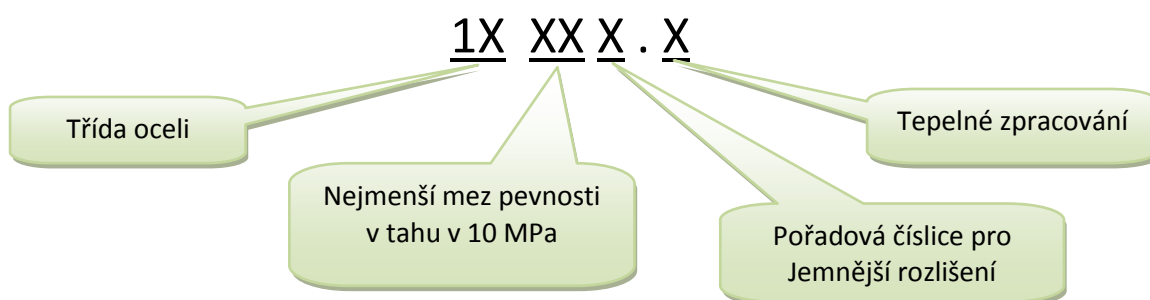 1X XX X . X
Třída oceli
Nejmenší mez pevnosti
v tahu v 10 MPa
Pořadová číslice pro
Jemnější rozlišení
Tepelné zpracování